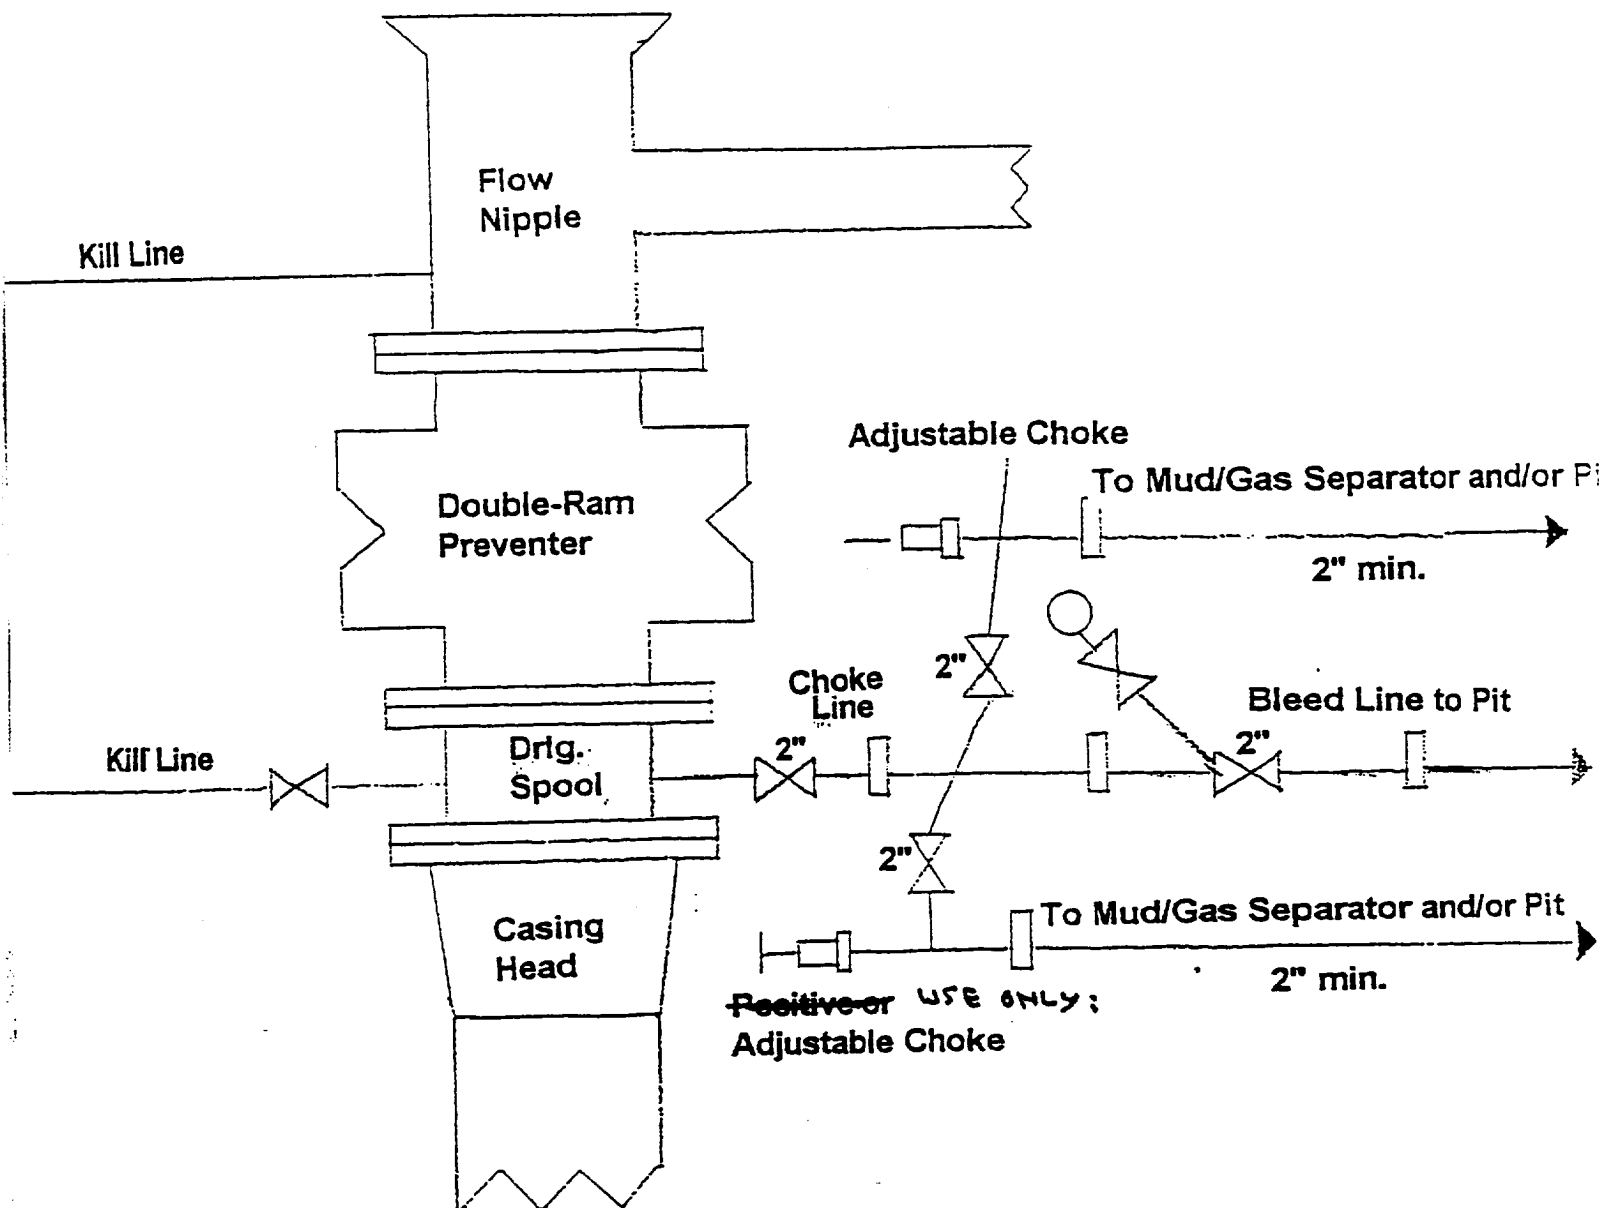 Flow
Nipple
Kill Line
Adjustable Choke
To Mud/Gas Separator and/or Pi
Double-Ram
Preventer
2" min.
2"
Choke
Line
Bleed Line to Pit
2"
2"
Kill Line
Drlg.
Spool
2"
To Mud/Gas Separator and/or Pit
Casing
Head
2" min.
Positive or USE ONLY;
Adjustable Choke